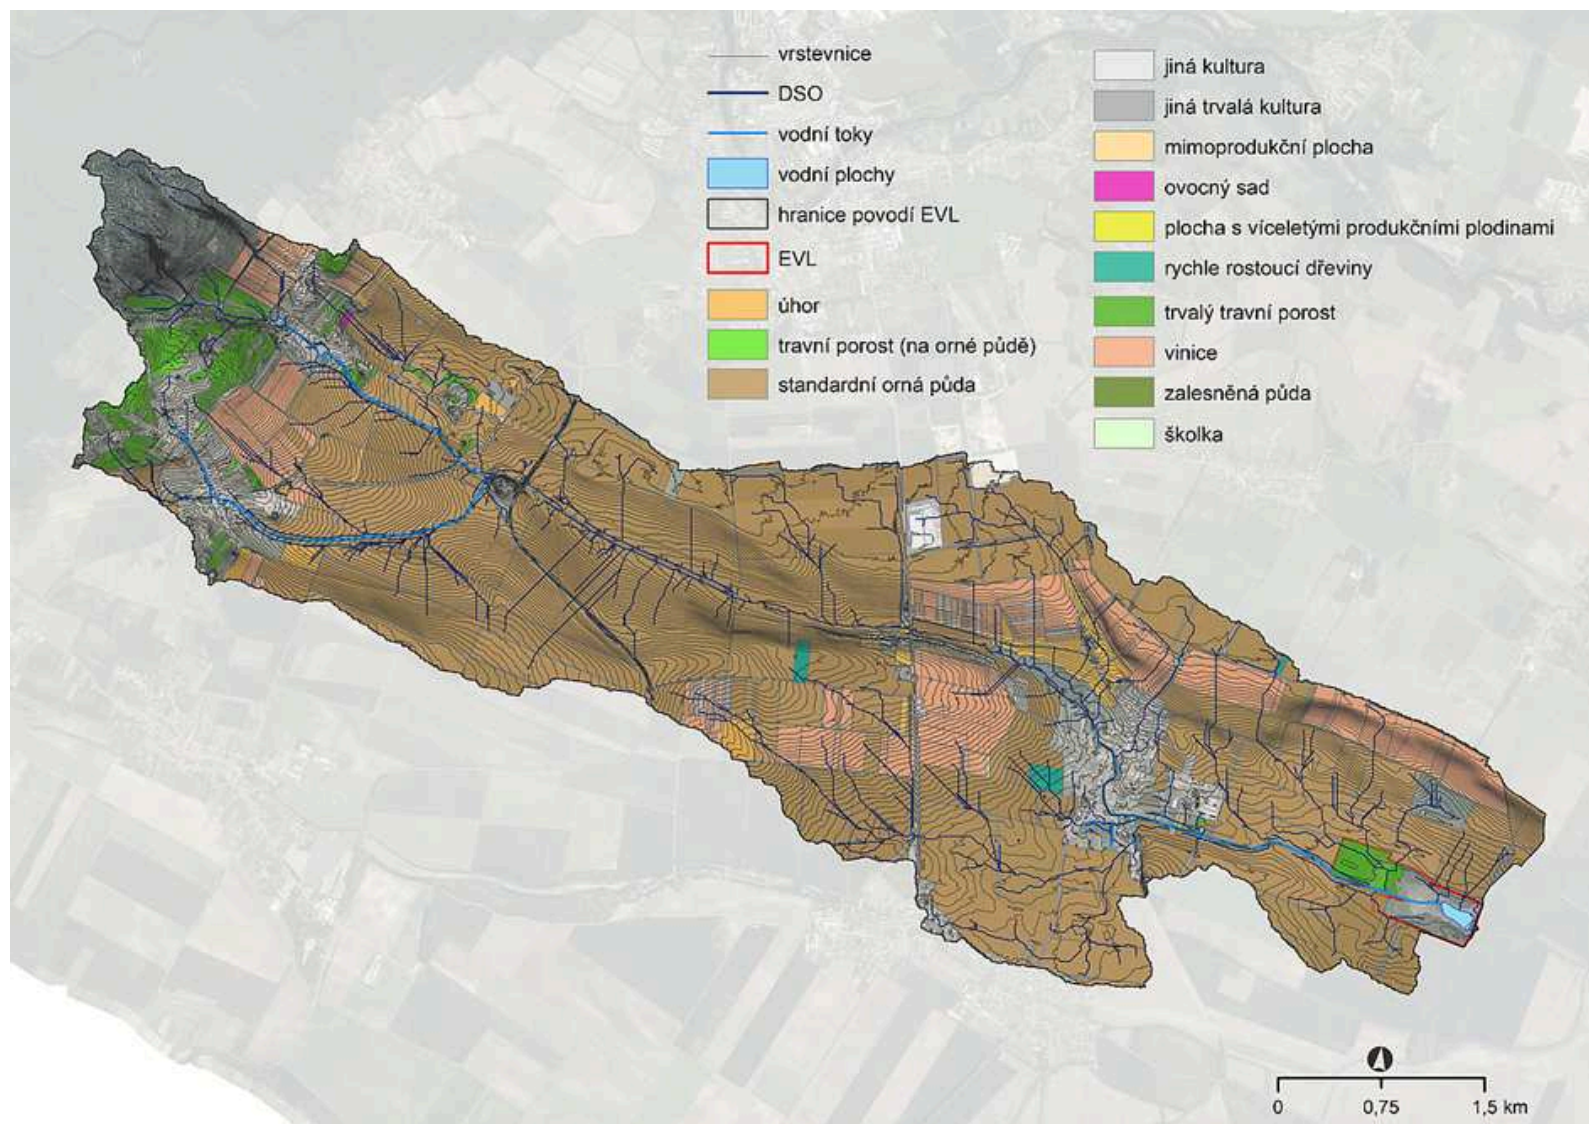 vrstevnice
DSO
vodní toky
vodní plochy
hranice povodí EVL
EVL
úhor
travní porost (na orné půdě)
standardní orná půda
jiná kultura
jiná trvalá kultura
mimoprodukční plocha
ovocný sad
plocha s víceletými produkčními plodinami
rychle rostoucí dřeviny
trvalý travní porost
vinice
zalesněná půda
školka
0 0,75 1,5 km